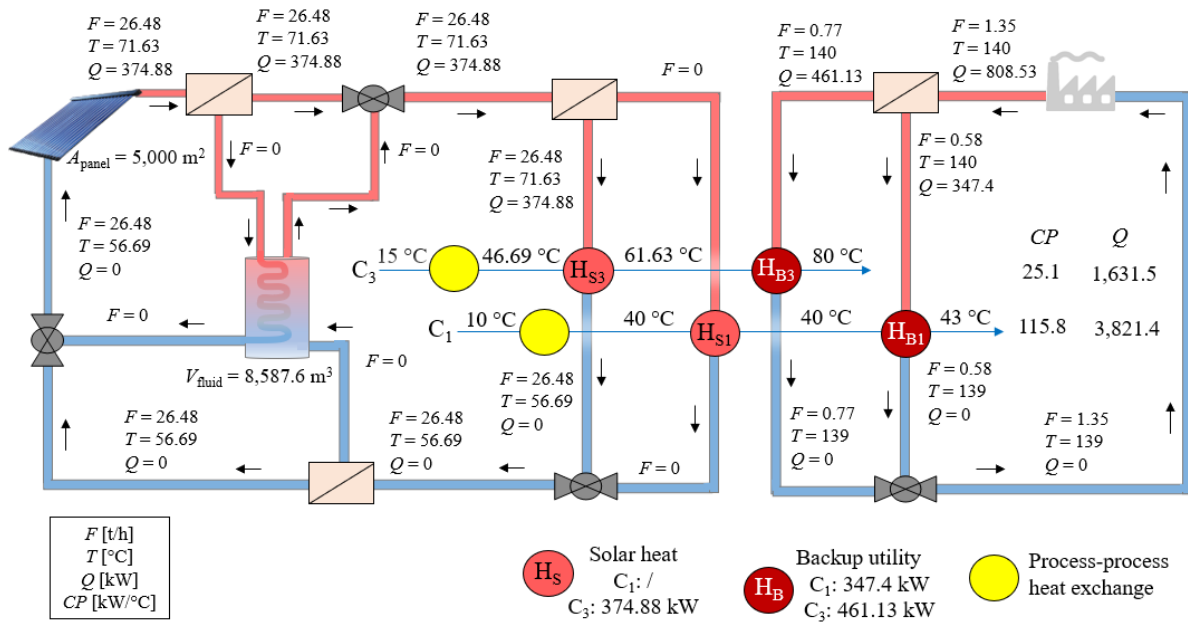 F = 26.48
T = 71.63
Q = 374.88
F = 26.48
T = 71.63
Q = 374.88
F = 26.48
T = 71.63
Q = 374.88
F = 0
F = 0.77
T = 140
Q = 461.13
F = 1.35
T = 140
Q = 808.53
A_panel = 5,000 m²
F = 0
F = 0
F = 26.48
T = 71.63
Q = 374.88
F = 0.58
T = 140
Q = 347.4
F = 26.48
T = 56.69
Q = 0
CP Q
C₃ 15 °C 46.69 °C H_S3 61.63 °C H_B3 80 °C 25.1 1,631.5
C₁ 10 °C 40 °C H_S1 40 °C H_B1 43 °C 115.8 3,821.4
F = 0
F = 0
V_fluid = 8,587.6 m³
F = 26.48
T = 56.69
Q = 0
F = 0.58
T = 139
Q = 0
F = 26.48
T = 56.69
Q = 0
F = 26.48
T = 56.69
Q = 0
F = 0
F = 0.77
T = 139
Q = 0
F = 1.35
T = 139
Q = 0
F [t/h]
T [°C]
Q [kW]
CP [kW/°C]
H_S
Solar heat
C₁: /
C₃: 374.88 kW
H_B
Backup utility
C₁: 347.4 kW
C₃: 461.13 kW
Process-process
heat exchange